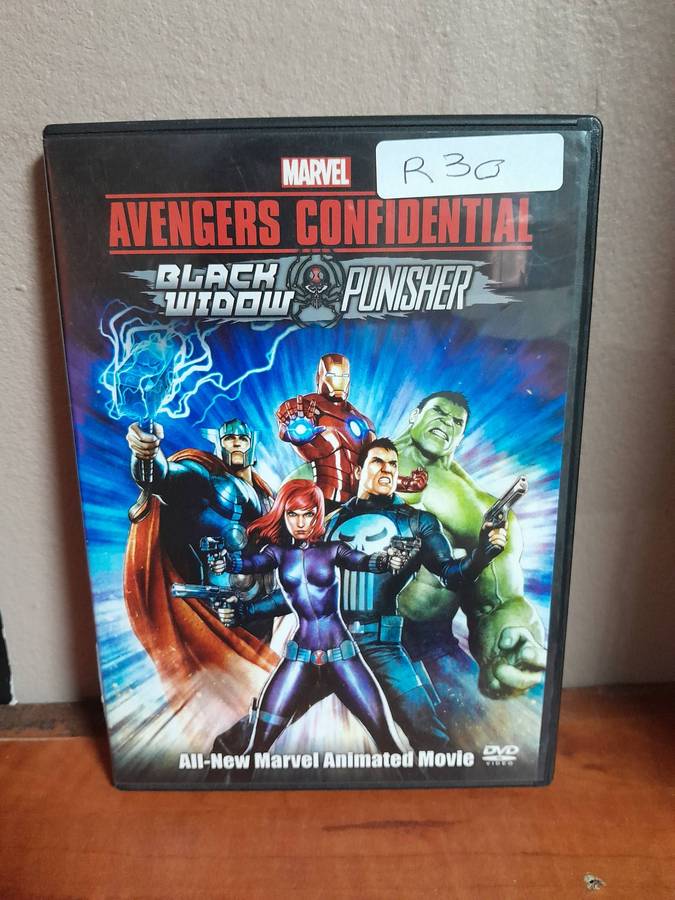 MARVEL
R30
AVENGERS CONFIDENTIAL
BLACK WIDOW
PUNISHER
All-New Marvel Animated Movie
DVD
VIDEO